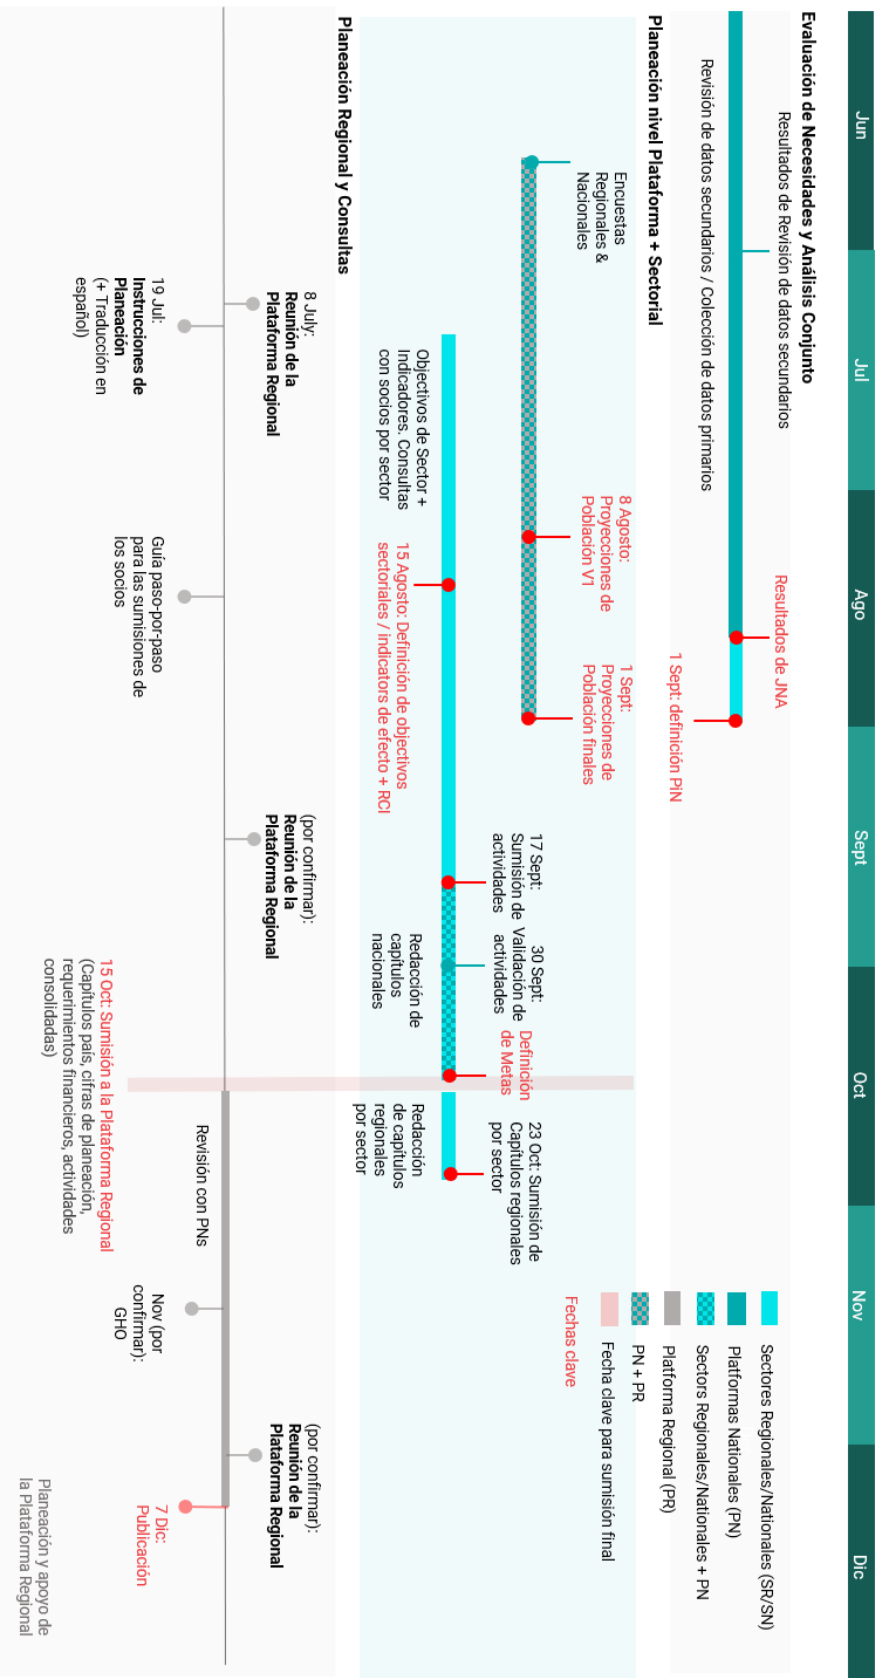 Jun
Jul
Ago
Sept
Oct
Nov
Dic
Evaluación de Necesidades y Análisis Conjunto
Resultados de Revisión de datos secundarios
Resultados de JNA
Revisión de datos secundarios / Colección de datos primarios
1 Sept: definición PiN
Planeación nivel Plataforma + Sectorial
Encuestas
Regionales &
Nacionales
8 Agosto:
Proyecciones de
Población V1
1 Sept:
Proyecciones de
Población finales
17 Sept:
Sumisión de
actividades
30 Sept:
Validación de
actividades
Definición
de Metas
23 Oct: Sumisión de
Capítulos regionales
por sector
Objectivos de Sector +
Indicadores. Consultas
con socios por sector
15 Agosto: Definición de objectivos
sectoriales / indicators de efecto + RCI
Redacción de
capítulos
nacionales
Redacción
de capítulos
regionales
por sector
Planeación Regional y Consultas
8 July:
Reunión de la
Plataforma Regional
(por confirmar):
Reunión de la
Plataforma Regional
(por confirmar):
Reunión de la
Plataforma Regional
Revisión con PNs
19 Jul:
Instrucciones de
Planeación
(+ Traducción en
español)
Guía paso-por-paso
para las sumisiones de
los socios
15 Oct: Sumisión a la Plataforma Regional
(Capítulos país, cifras de planeación,
requerimientos financieros, actividades
consolidadas)
Nov (por
confirmar):
GHO
7 Dic:
Publicación
Planeación y apoyo de
la Plataforma Regional
Sectores Regionales/Nationales (SR/SN)
Platformas Nationales (PN)
Sectors Regionales/Nationales + PN
Platforma Regional (PR)
PN + PR
Fecha clave para sumisión final
Fechas clave